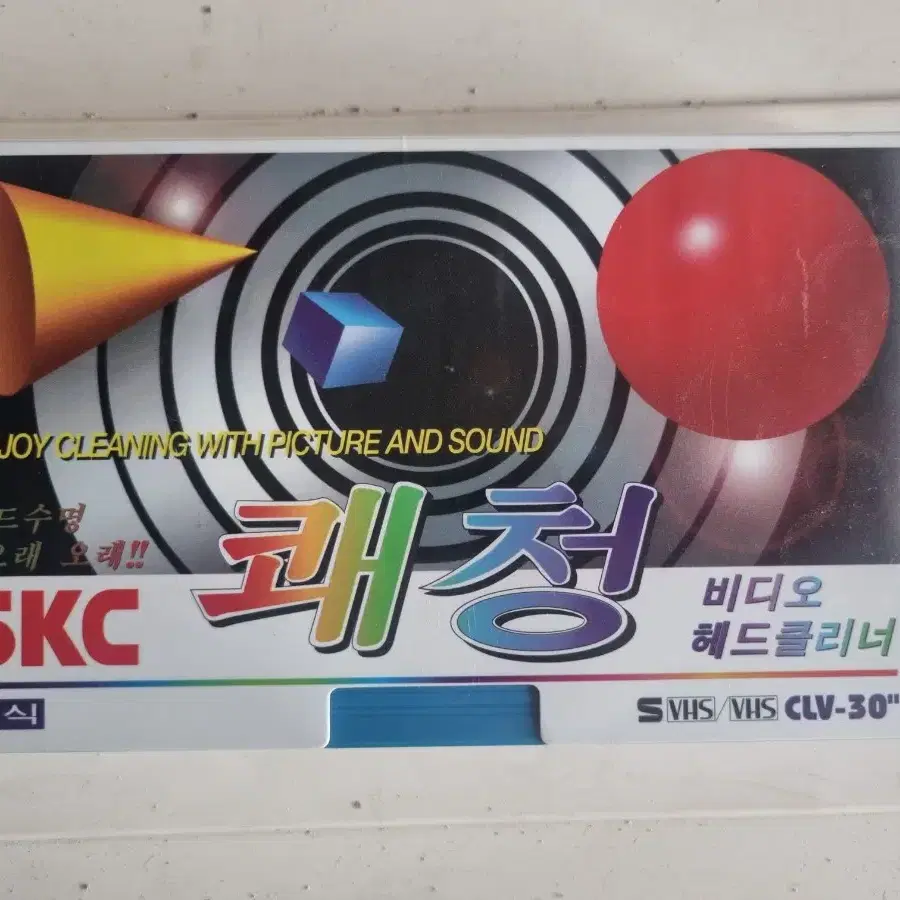 JOY CLEANING WITH PICTURE AND SOUND
드수명
오래 오래!!
SKC
쾌청
비디오
헤드클리너
식
S VHS/VHS CLV-30"